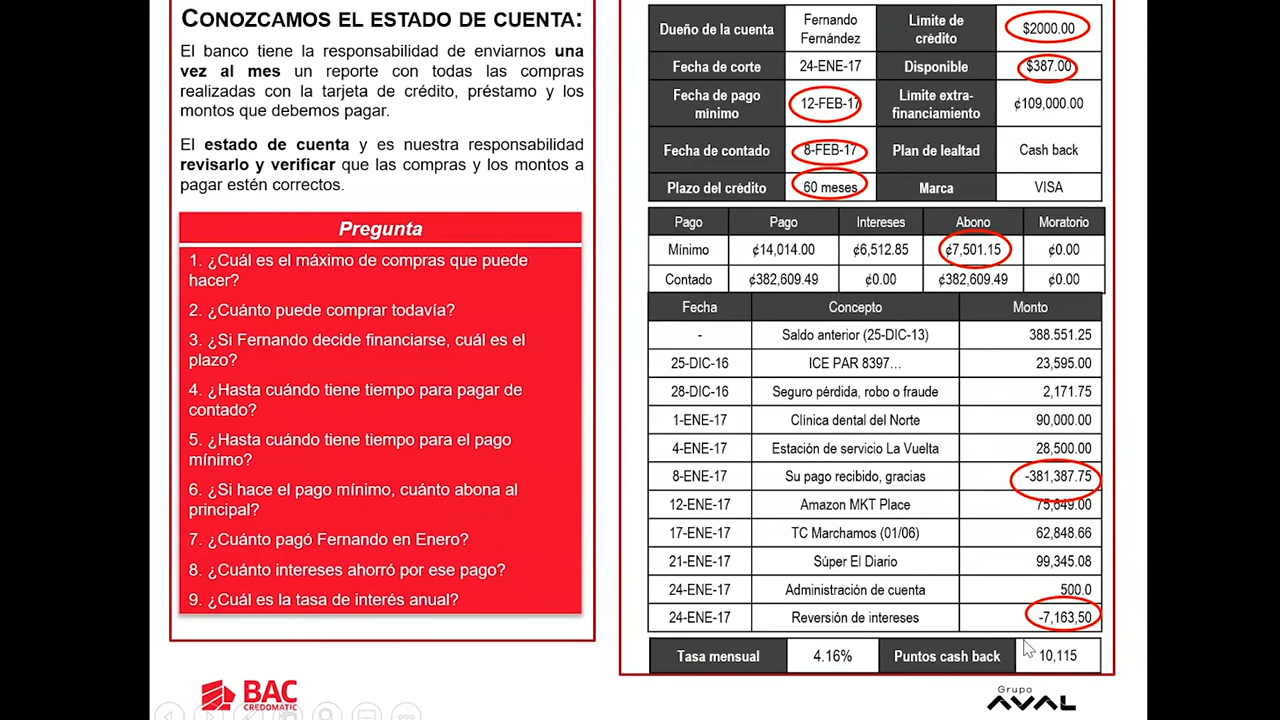 CONOZCAMOS EL ESTADO DE CUENTA:
El banco tiene la responsabilidad de enviarnos una
vez al mes un reporte con todas las compras
realizadas con la tarjeta de crédito, préstamo y los
montos que debemos pagar.
El estado de cuenta y es nuestra responsabilidad
revisarlo y verificar que las compras y los montos a
pagar estén correctos.
Pregunta
1. ¿Cuál es el máximo de compras que puede
hacer?
2. ¿Cuánto puede comprar todavía?
3. ¿Si Fernando decide financiarse, cuál es el
plazo?
4. ¿Hasta cuándo tiene tiempo para pagar de
contado?
5. ¿Hasta cuándo tiene tiempo para el pago
mínimo?
6. ¿Si hace el pago mínimo, cuánto abona al
principal?
7. ¿Cuánto pagó Fernando en Enero?
8. ¿Cuánto intereses ahorró por ese pago?
9. ¿Cuál es la tasa de interés anual?
BAC
CREDOMATIC
Dueño de la cuenta Fernando Fernández Limite de crédito $2000.00
Fecha de corte 24-ENE-17 Disponible $387.00
Fecha de pago minimo 12-FEB-17 Limite extra-financiamiento ¢109,000.00
Fecha de contado 8-FEB-17 Plan de lealtad Cash back
Plazo del crédito 60 meses Marca VISA
Pago Pago Intereses Abono Moratorio
Mínimo ¢14,014.00 ¢6,512.85 ¢7,501.15 ¢0.00
Contado ¢382,609.49 ¢0.00 ¢382,609.49 ¢0.00
Fecha Concepto Monto
- Saldo anterior (25-DIC-13) 388.551.25
25-DIC-16 ICE PAR 8397... 23,595.00
28-DIC-16 Seguro pérdida, robo o fraude 2,171.75
1-ENE-17 Clínica dental del Norte 90,000.00
4-ENE-17 Estación de servicio La Vuelta 28,500.00
8-ENE-17 Su pago recibido, gracias -381,387.75
12-ENE-17 Amazon MKT Place 75,649.00
17-ENE-17 TC Marchamos (01/06) 62,848.66
21-ENE-17 Súper El Diario 99,345.08
24-ENE-17 Administración de cuenta 500.0
24-ENE-17 Reversión de intereses -7,163,50
Tasa mensual 4.16% Puntos cash back 10,115
Grupo
AVAL